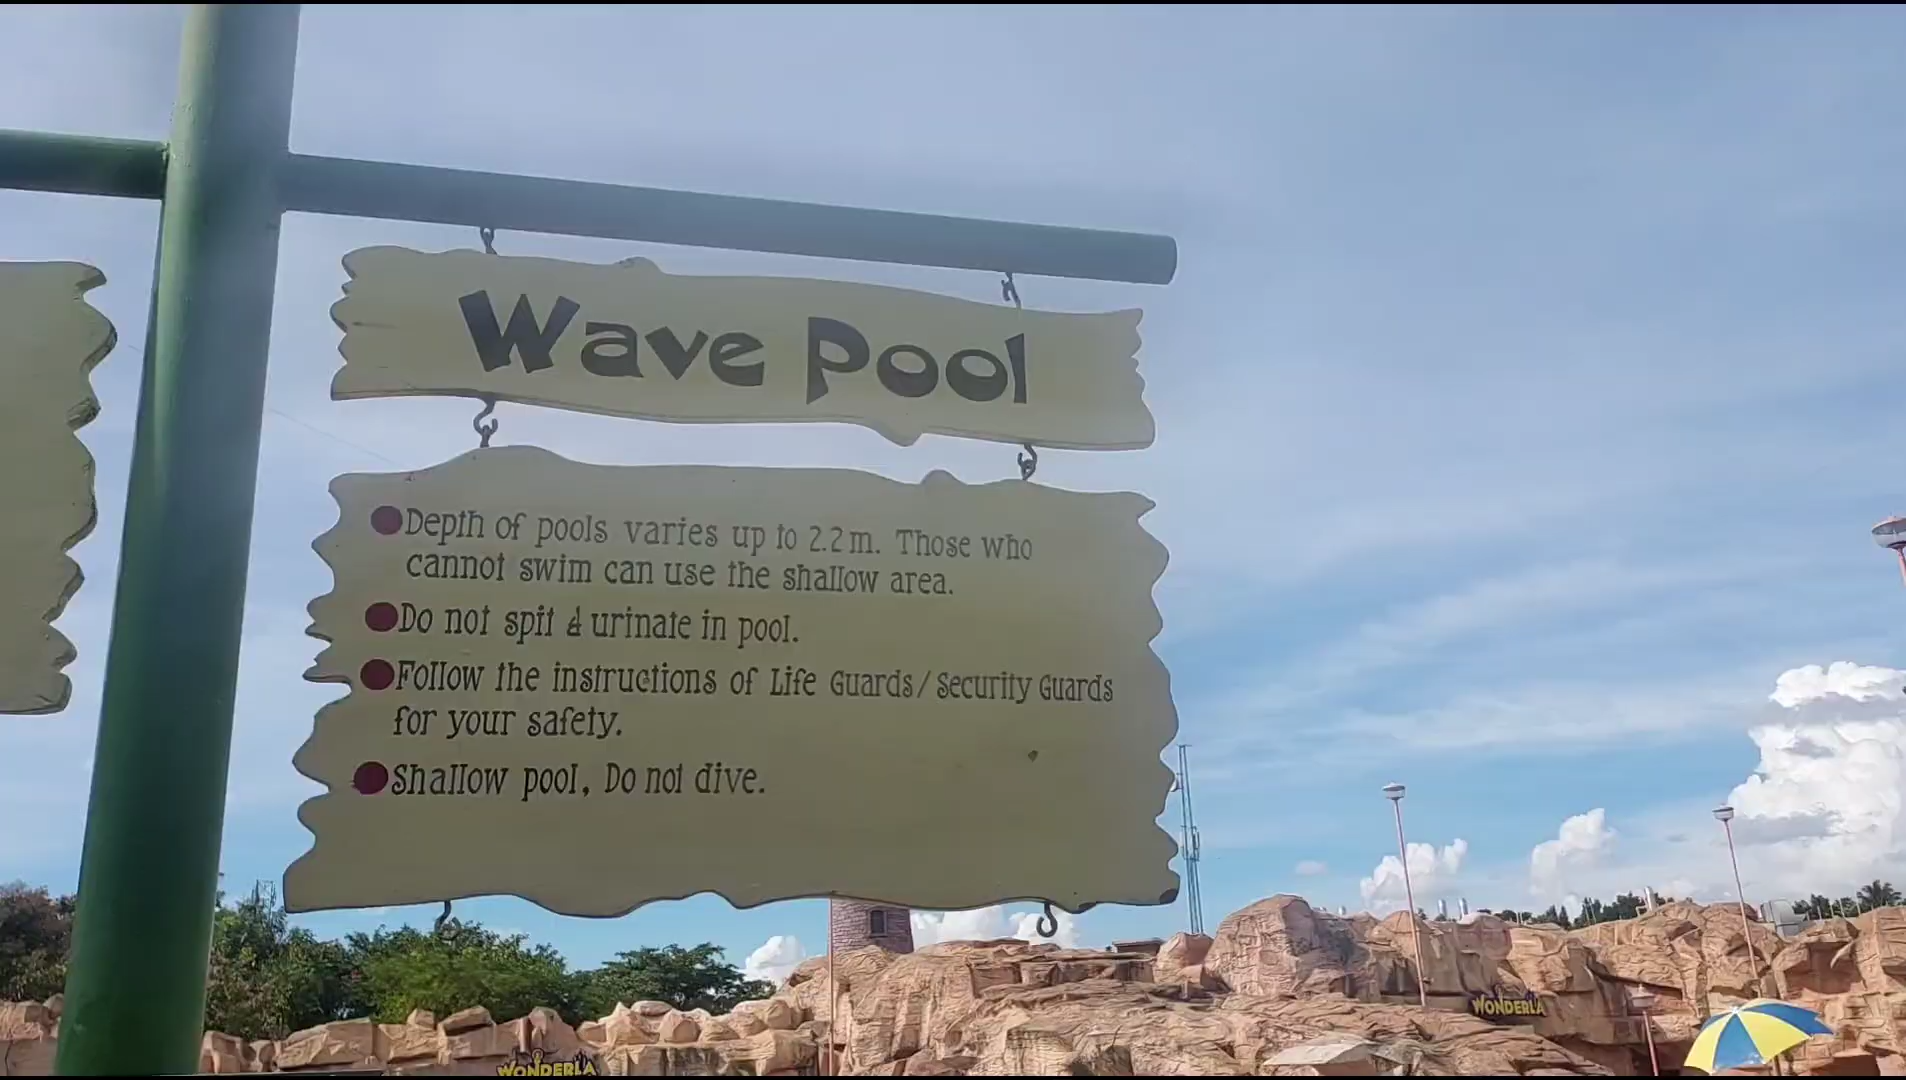 Wave Pool
Depth of pools varies up to 2.2m. Those who
cannot swim can use the shallow area.
Do not spit & urinate in pool.
Follow the instructions of Life Guards/Security Guards
for your safety.
Shallow pool, Do not dive.
WONDERLA
WONDERLA